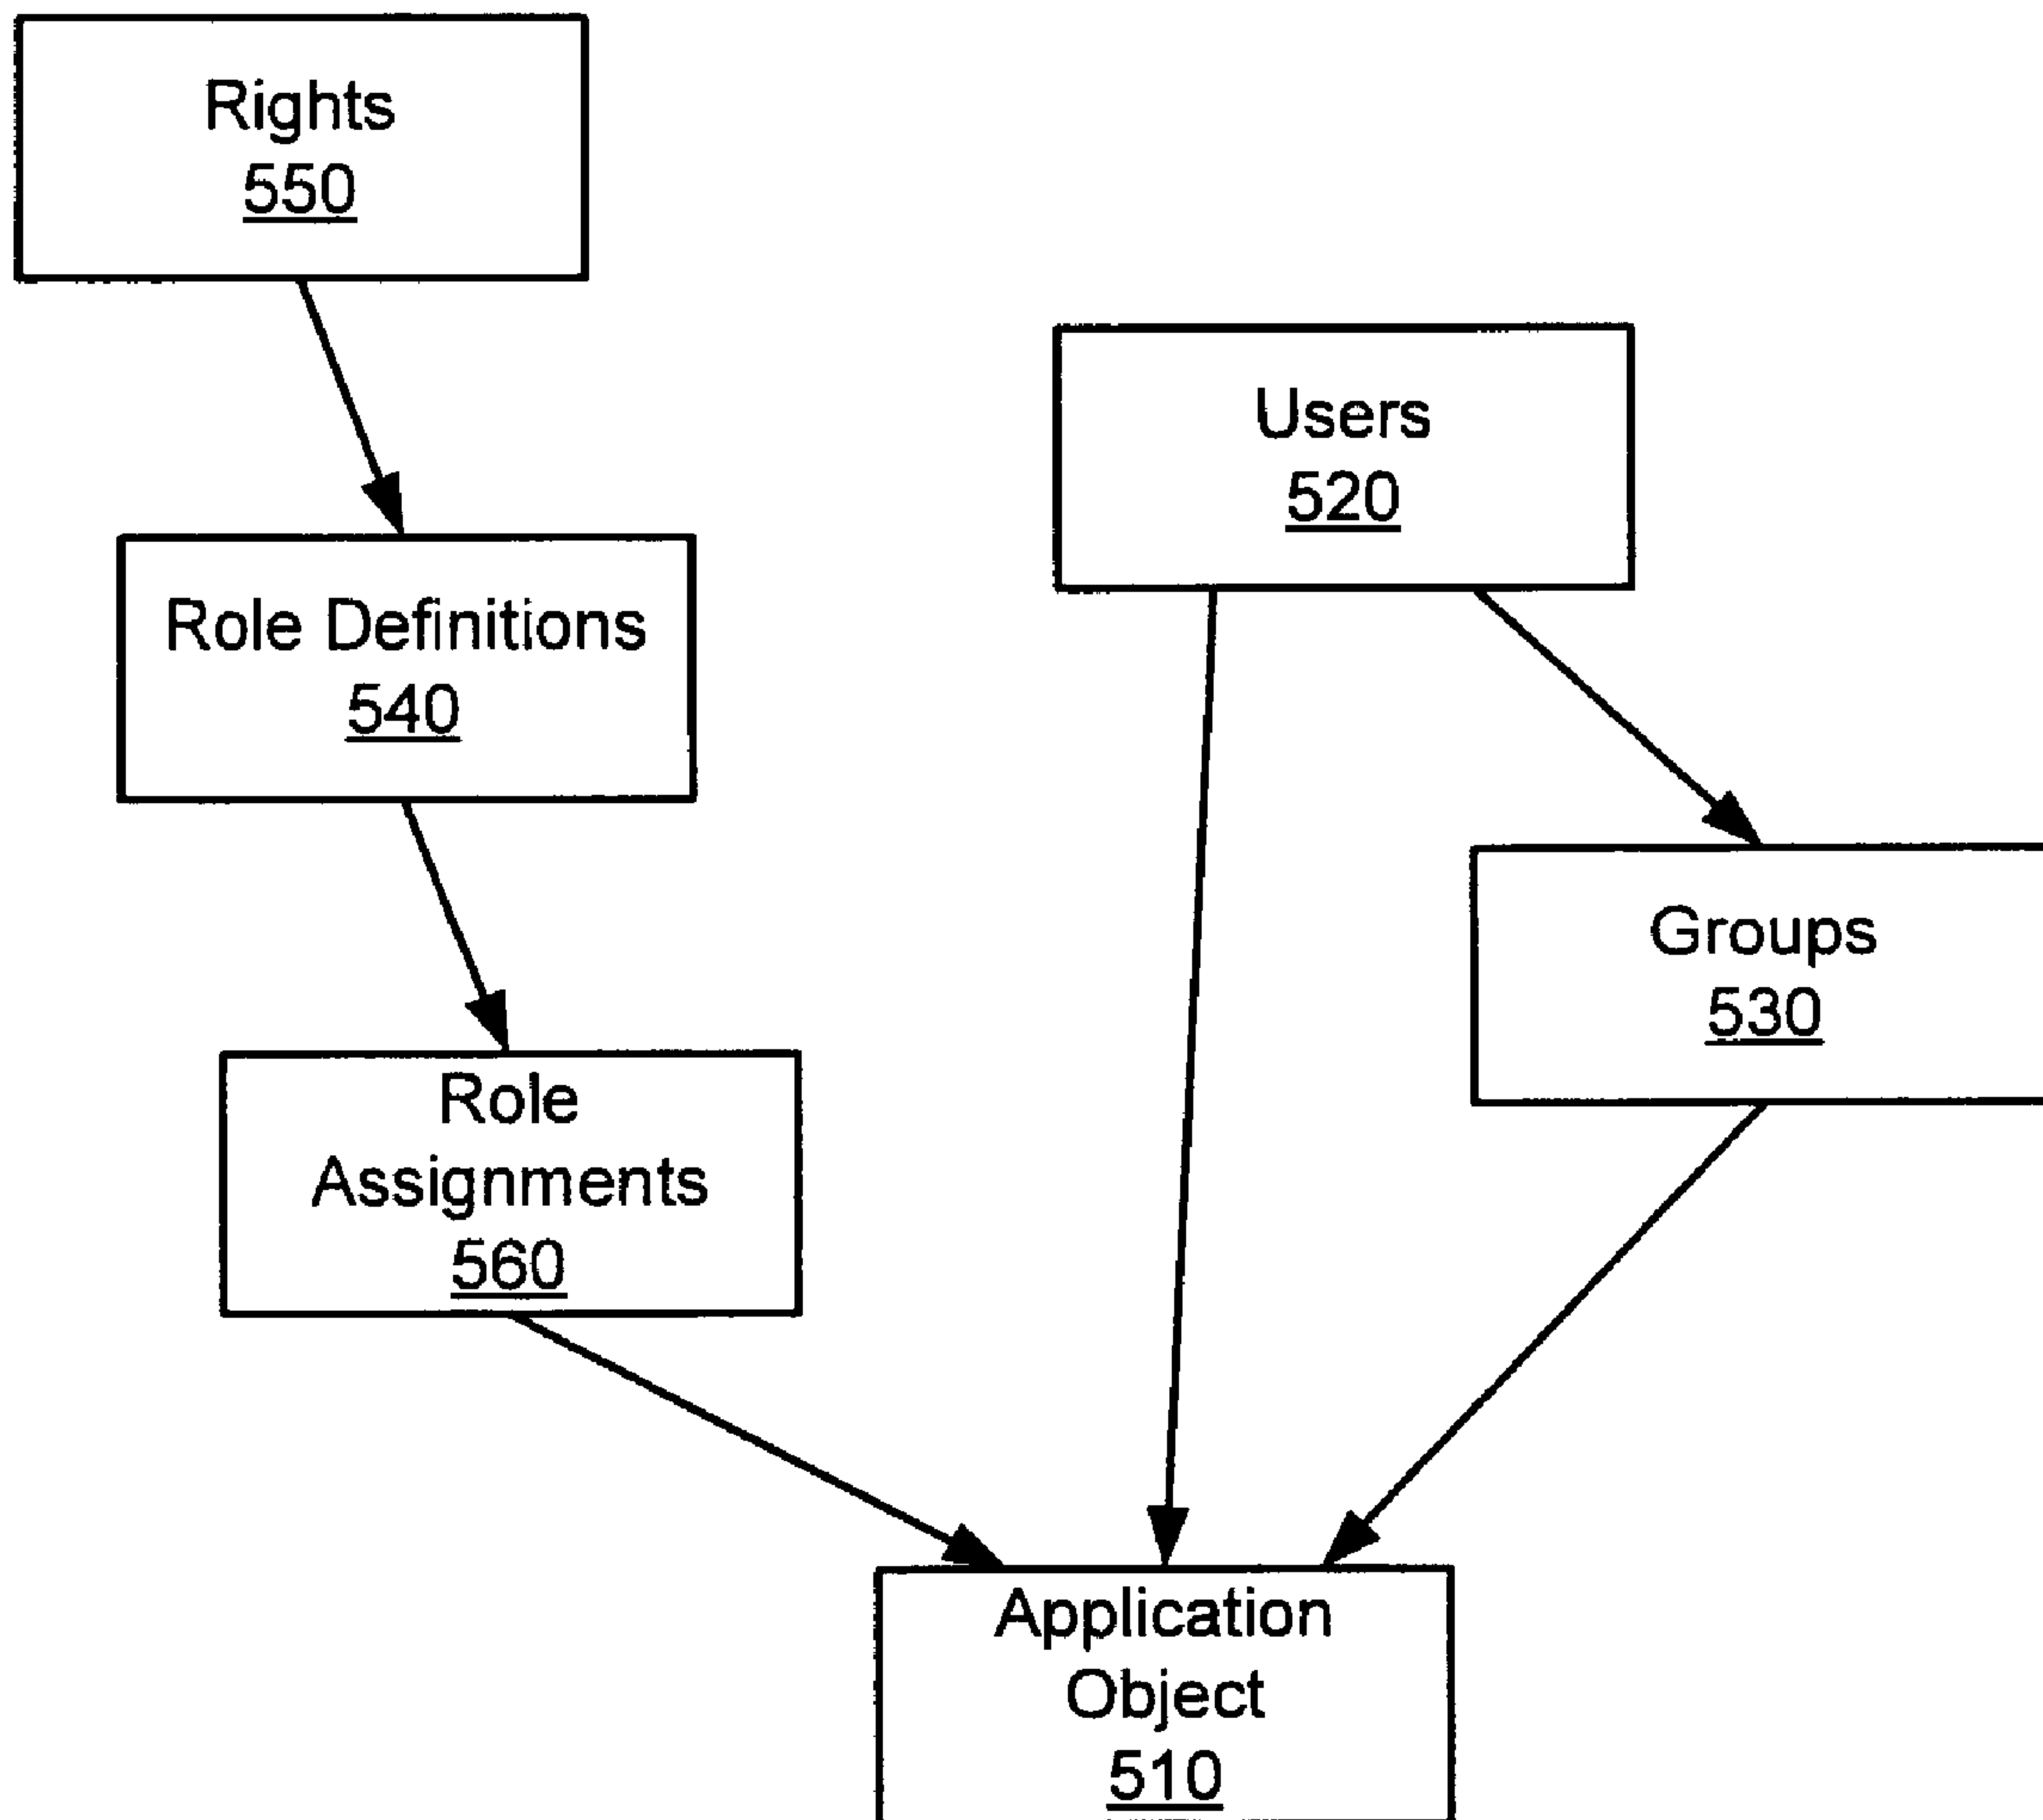 Rights
550
Users
520
Role Definitions
540
Groups
530
Role
Assignments
560
Application
Object
510